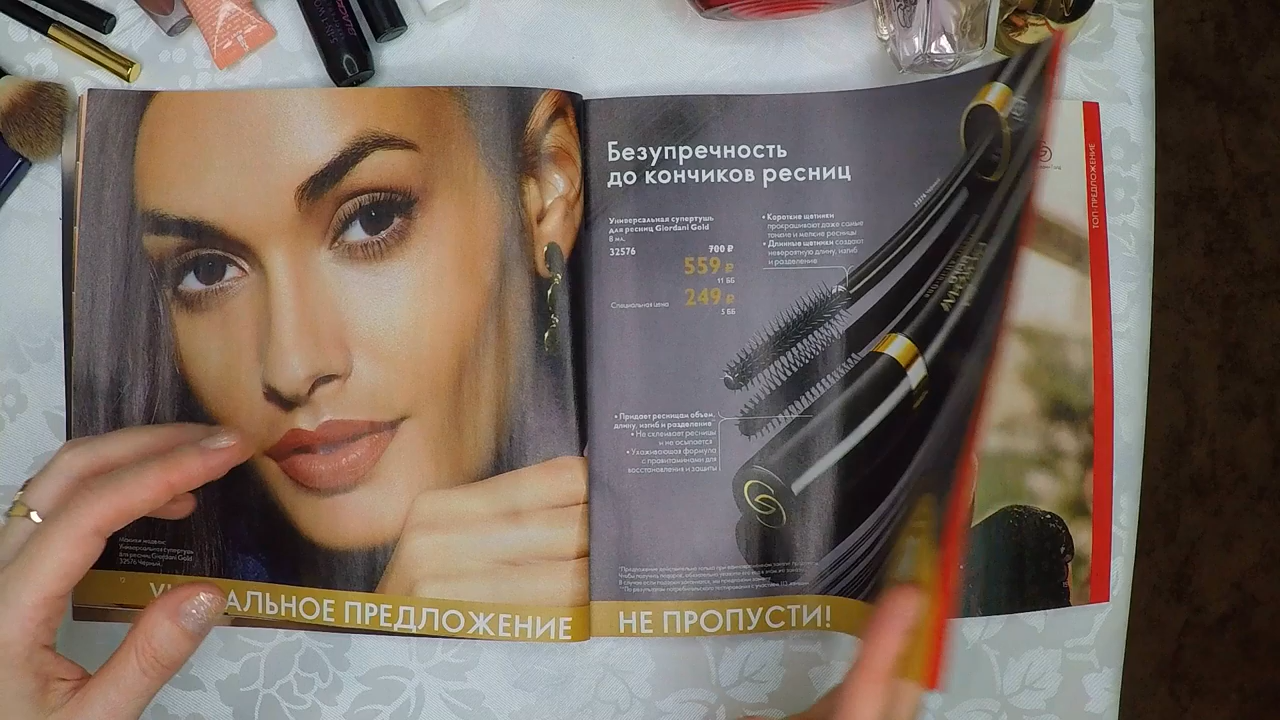 Безупречность
до кончиков ресниц
Универсальная супертушь
для ресниц Giordani Gold
8 мл.
32576
700 ₽
559 ₽
11 ББ
Специальная цена
249 ₽
5 ББ
• Короткие щетинки
прокрашивают даже самые
тонкие и мелкие ресницы
• Длинные щетинки создают
невероятную длину, изгиб
и разделение
• Придает ресницам объем,
длину, изгиб и разделение
• Не склеивает ресницы
и не осыпается
• Ухаживающая формула
с провитаминами для
восстановления и защиты
На лице модели:
Универсальная супертушь
для ресниц Giordani Gold
32576 Черный.
АЛЬНОЕ ПРЕДЛОЖЕНИЕ
НЕ ПРОПУСТИ!
ТОП-ПРЕДЛОЖЕНИЕ